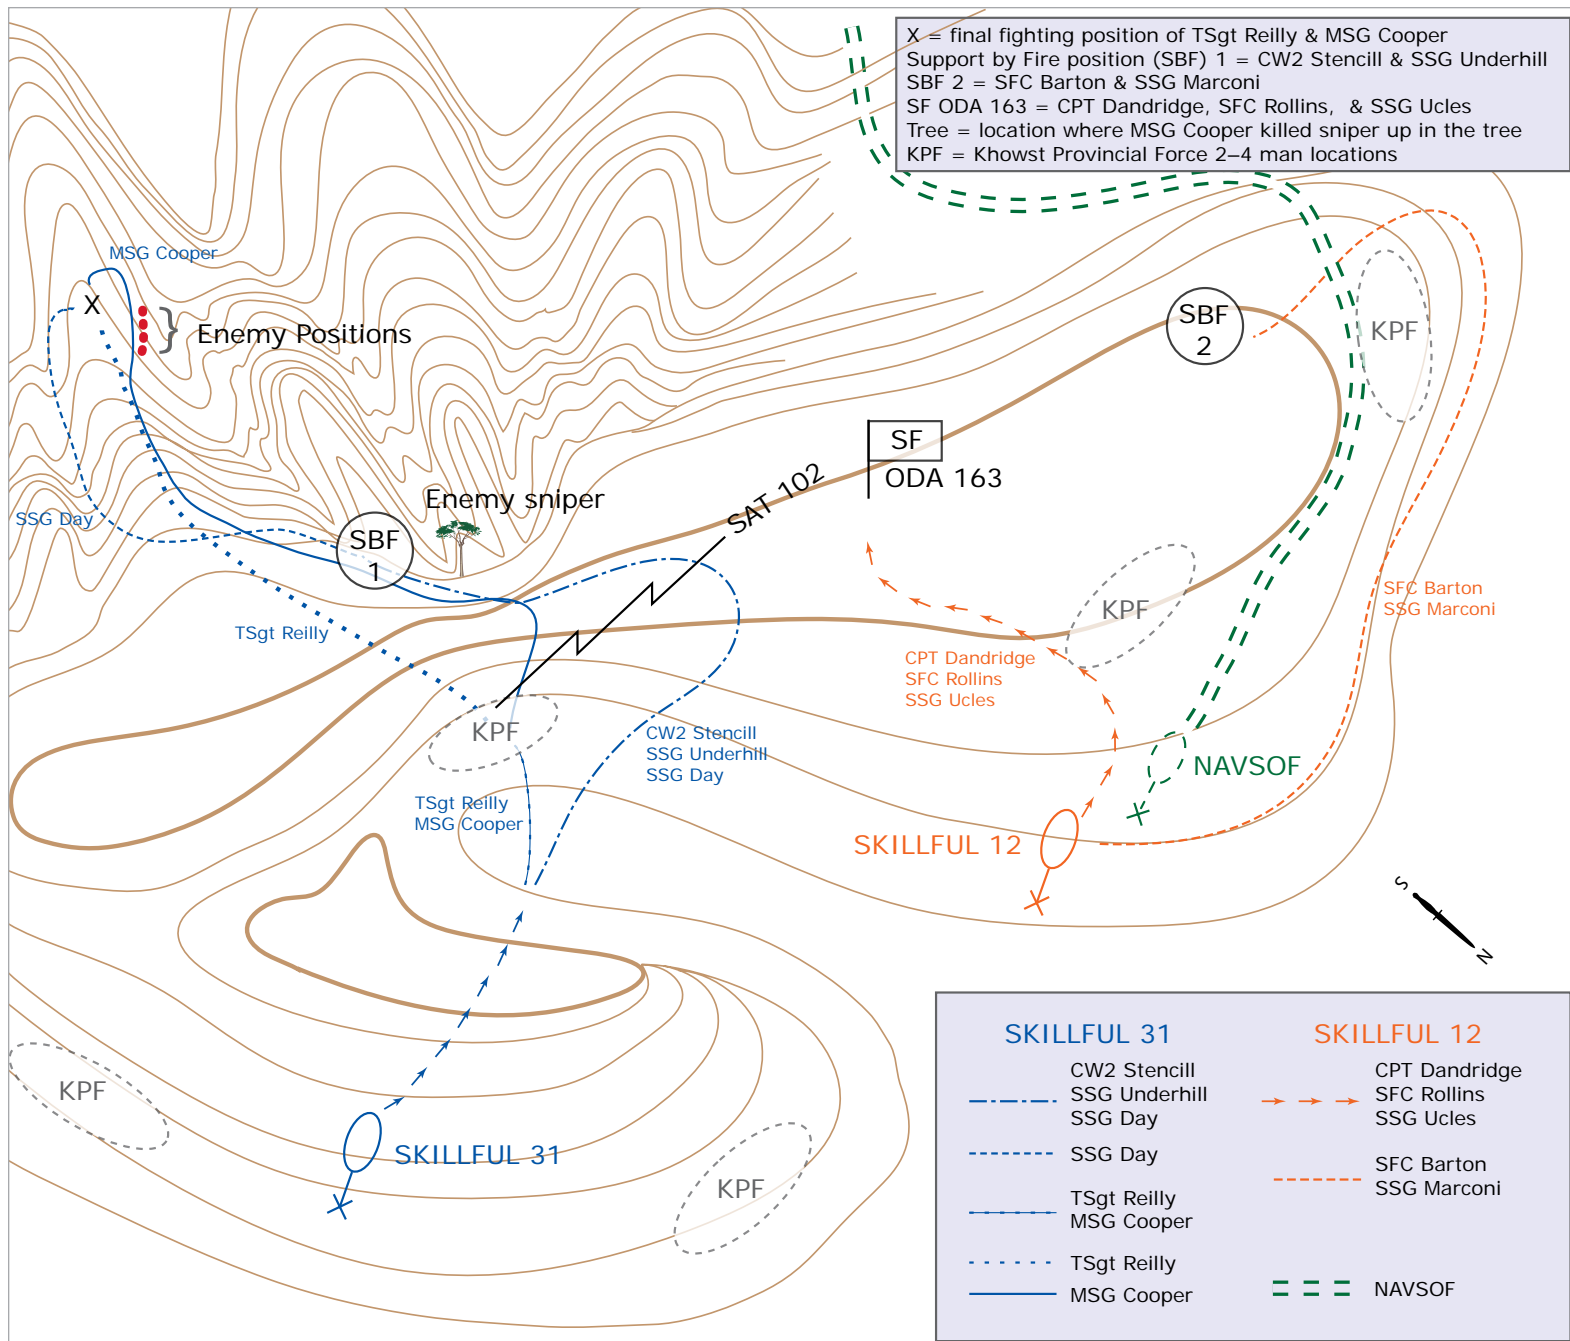 X = final fighting position of TSgt Reilly & MSG Cooper
Support by Fire position (SBF) 1 = CW2 Stencill & SSG Underhill
SBF 2 = SFC Barton & SSG Marconi
SF ODA 163 = CPT Dandridge, SFC Rollins, & SSG Ucles
Tree = location where MSG Cooper killed sniper up in the tree
KPF = Khowst Provincial Force 2–4 man locations
MSG Cooper
X
Enemy Positions
SBF
2
KPF
SF
ODA 163
SAT 102
Enemy sniper
SSG Day
SBF
1
TSgt Reilly
KPF
SFC Barton
SSG Marconi
CPT Dandridge
SFC Rollins
SSG Ucles
KPF
CW2 Stencill
SSG Underhill
SSG Day
NAVSOF
TSgt Reilly
MSG Cooper
SKILLFUL 12
S
N
KPF
SKILLFUL 31
KPF
SKILLFUL 31
CW2 Stencill
SSG Underhill
SSG Day
SSG Day
TSgt Reilly
MSG Cooper
TSgt Reilly
MSG Cooper
SKILLFUL 12
CPT Dandridge
SFC Rollins
SSG Ucles
SFC Barton
SSG Marconi
NAVSOF